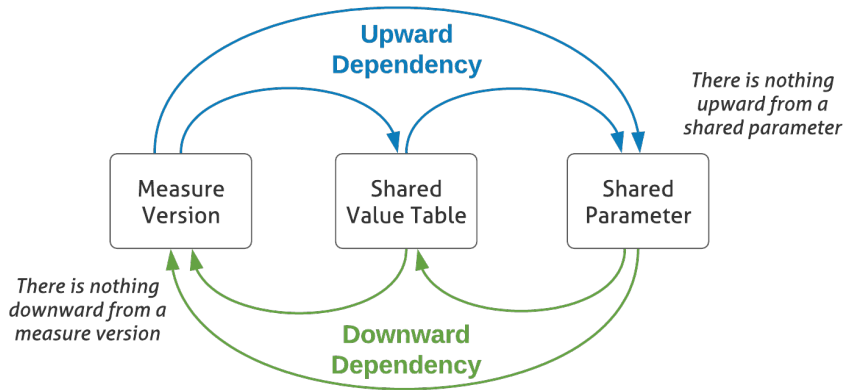 Upward
Dependency
There is nothing
upward from a
shared parameter
Measure
Version
Shared
Value Table
Shared
Parameter
There is nothing
downward from a
measure version
Downward
Dependency